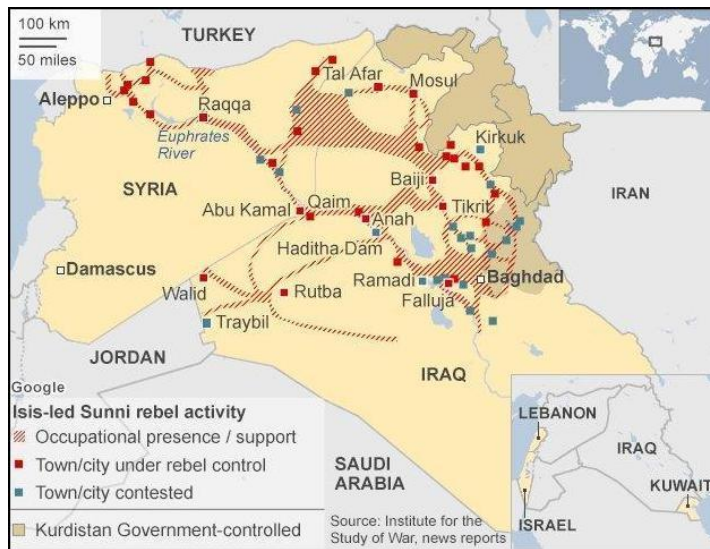 100 km
50 miles
TURKEY
Tal Afar
Mosul
Aleppo
Raqqa
Euphrates
River
Kirkuk
SYRIA
Baiji
IRAN
Abu Kamal
Qaim
Anah
Tikrit
Haditha Dam
Damascus
Ramadi
Baghdad
Walid
Rutba
Falluja
Traybil
JORDAN
IRAQ
Google
Isis-led Sunni rebel activity
Occupational presence / support
Town/city under rebel control
Town/city contested
Kurdistan Government-controlled
SAUDI
ARABIA
Source: Institute for the
Study of War, news reports
LEBANON
IRAQ
KUWAIT
ISRAEL